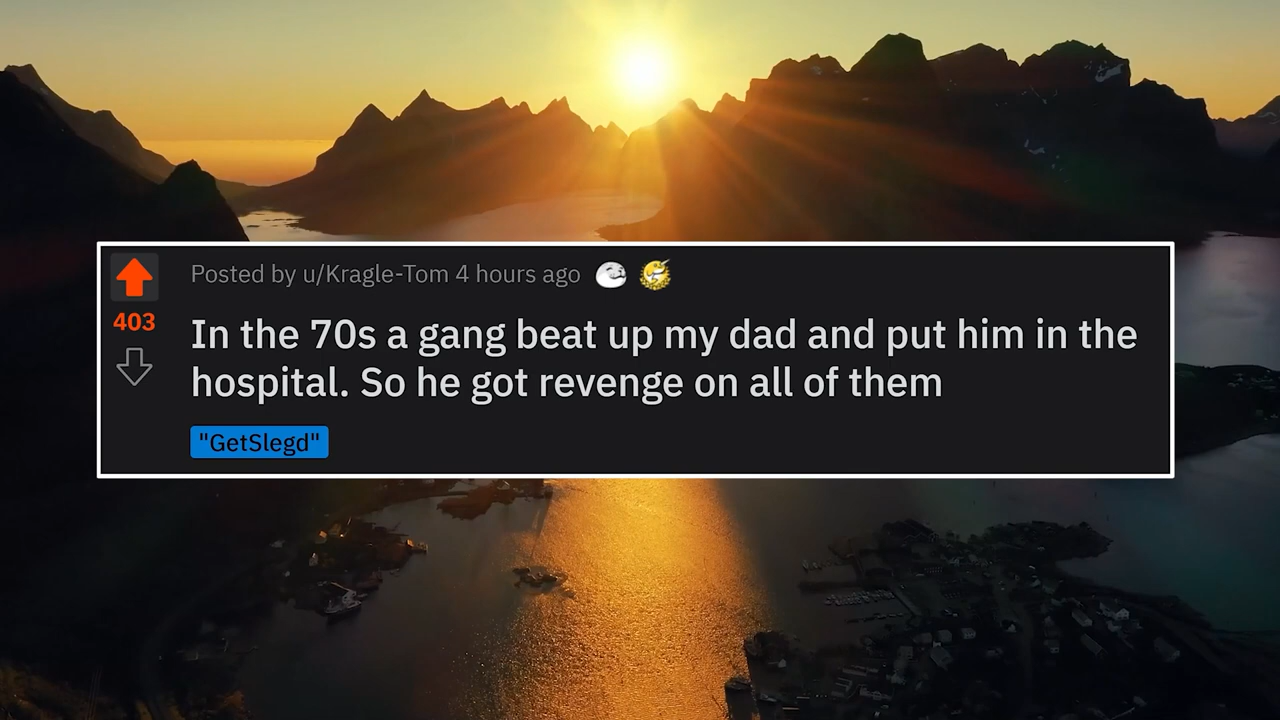 Posted by u/Kragle-Tom 4 hours ago
403
In the 70s a gang beat up my dad and put him in the
hospital. So he got revenge on all of them
"GetSlegd"